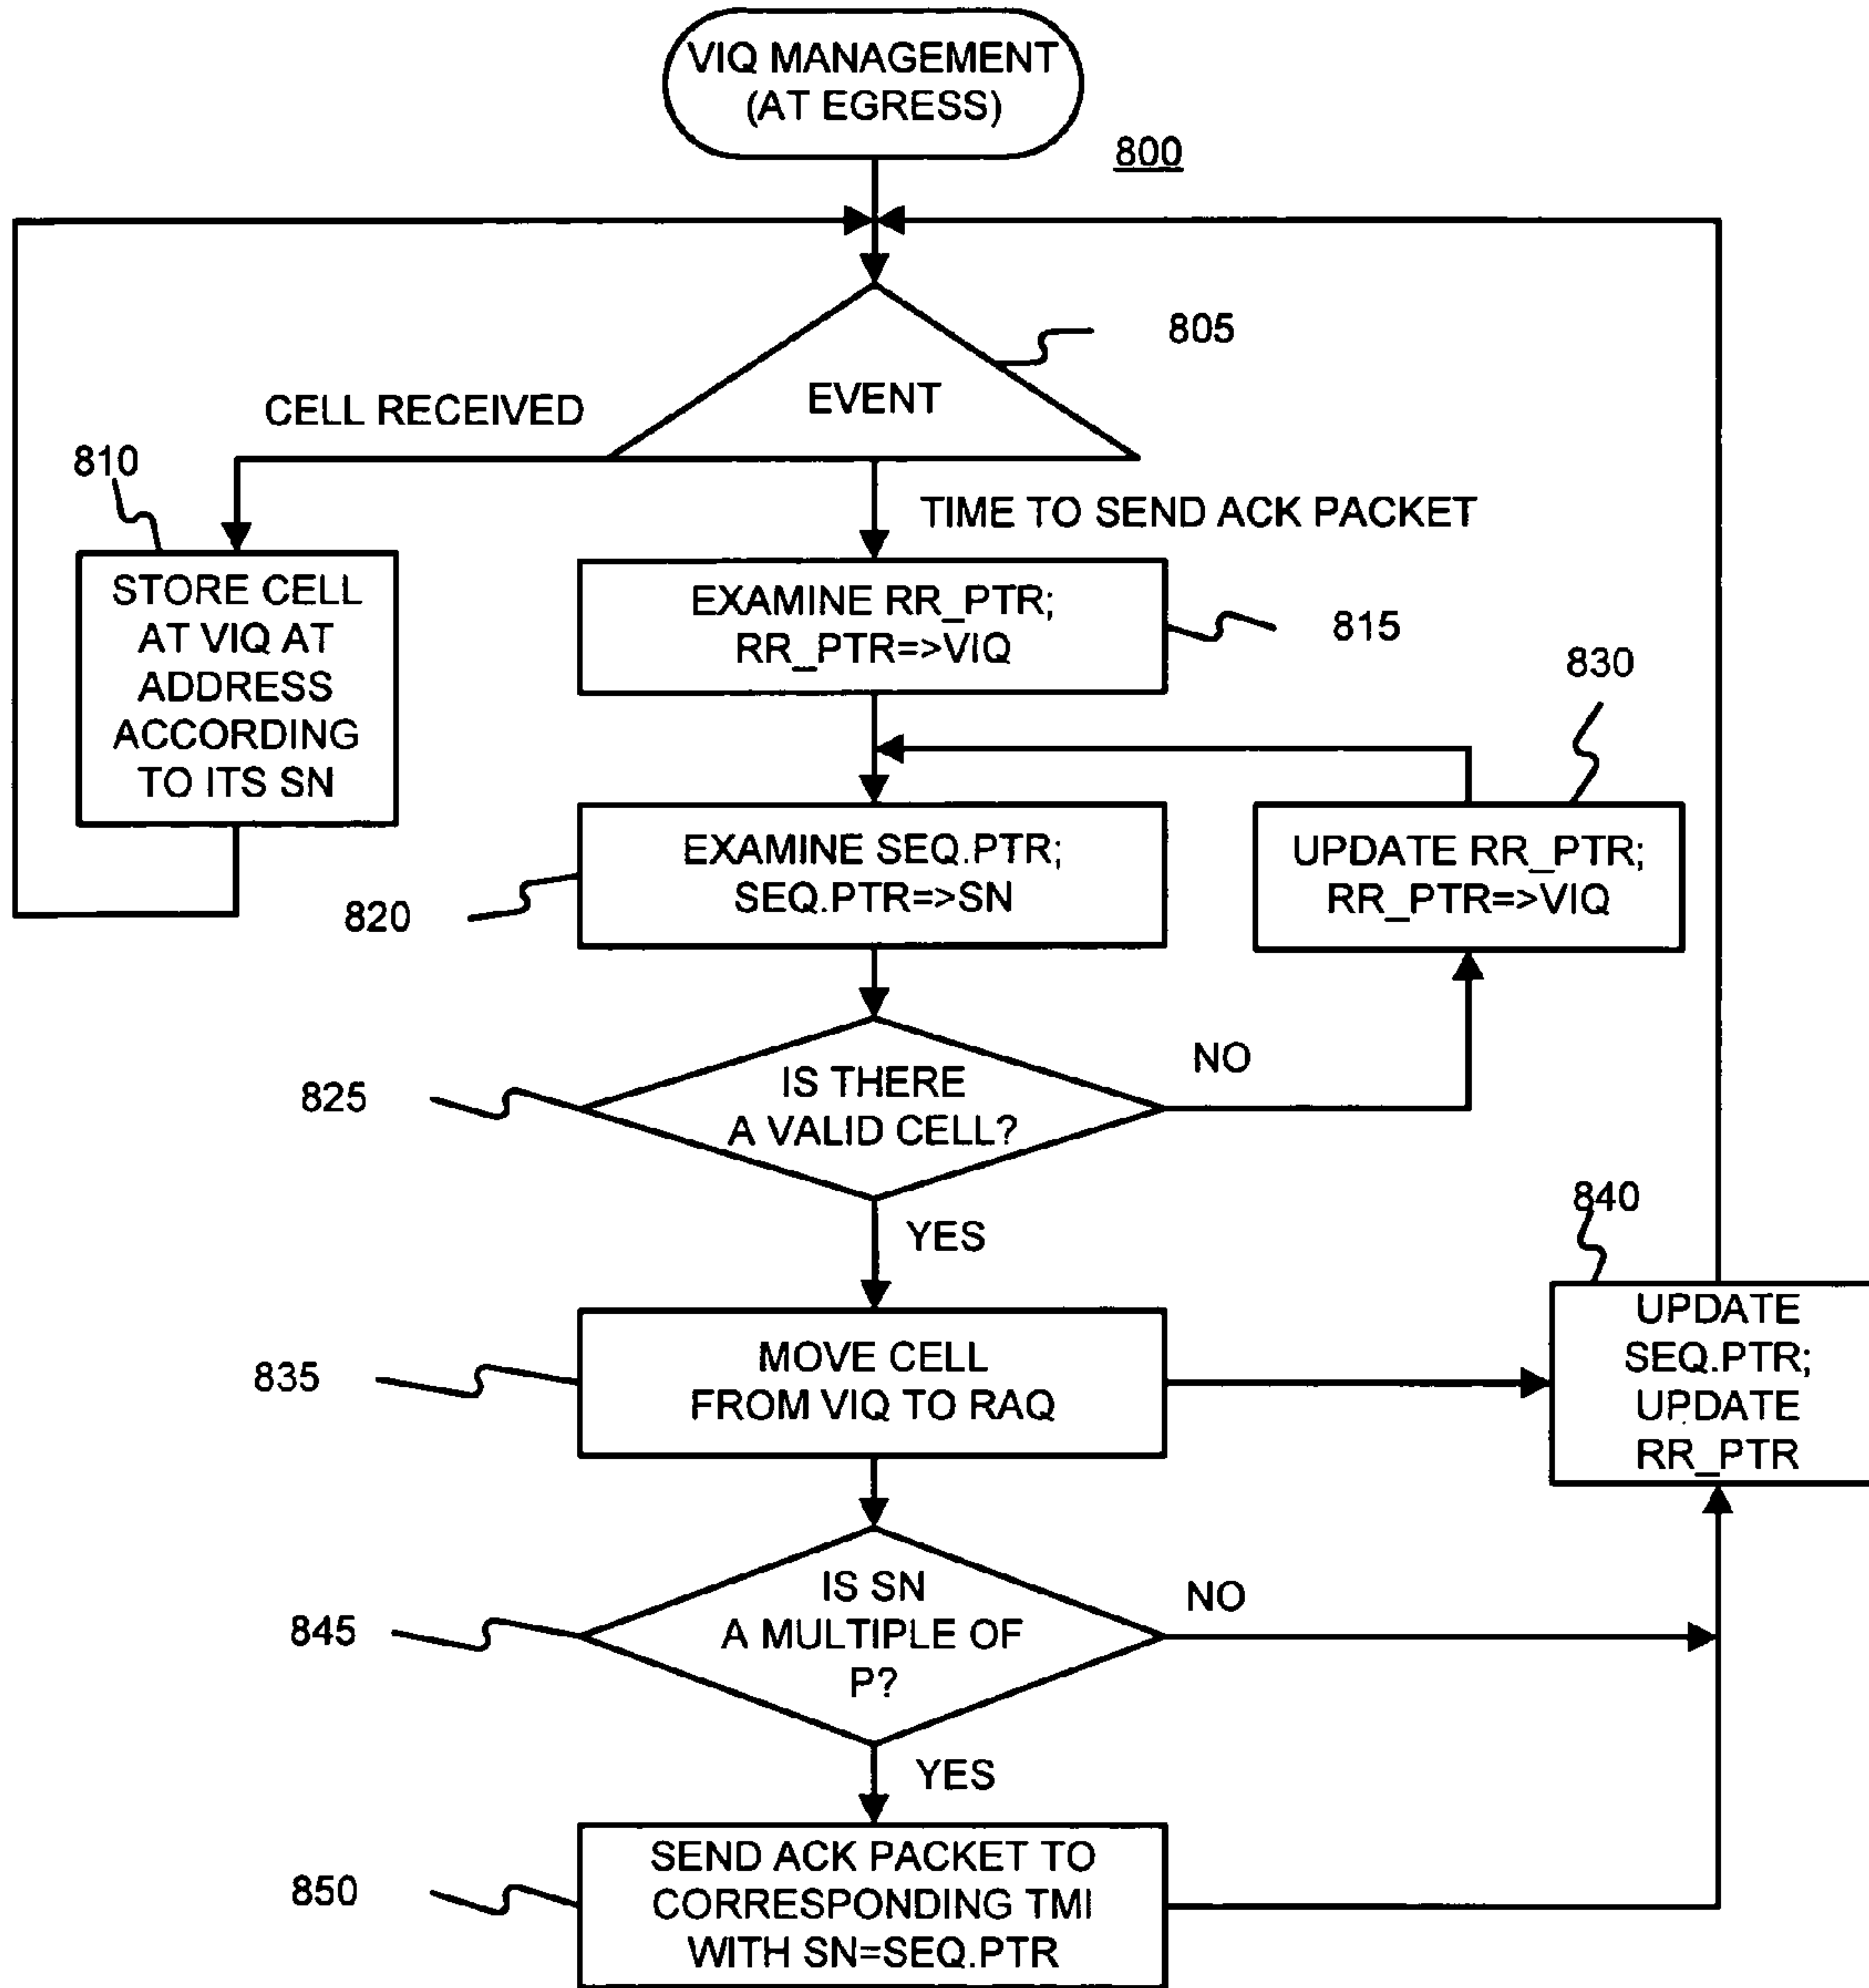 VIQ MANAGEMENT
(AT EGRESS)
800
805
EVENT
CELL RECEIVED
810
TIME TO SEND ACK PACKET
STORE CELL
AT VIQ AT
ADDRESS
ACCORDING
TO ITS SN
EXAMINE RR_PTR;
RR_PTR=>VIQ
815
830
EXAMINE SEQ.PTR;
SEQ.PTR=>SN
UPDATE RR_PTR;
RR_PTR=>VIQ
820
825
IS THERE
A VALID CELL?
NO
YES
840
835
MOVE CELL
FROM VIQ TO RAQ
UPDATE
SEQ.PTR;
UPDATE
RR_PTR
845
IS SN
A MULTIPLE OF
P?
NO
YES
850
SEND ACK PACKET TO
CORRESPONDING TMI
WITH SN=SEQ.PTR